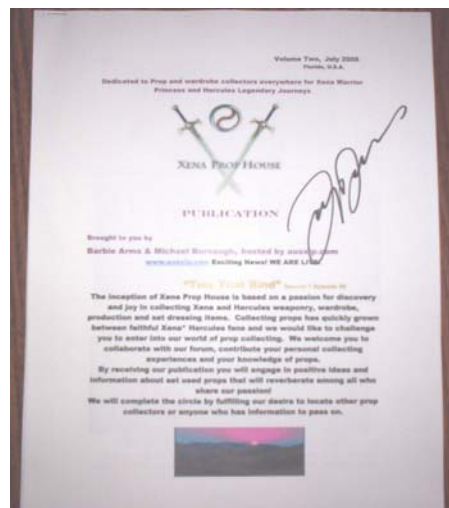 Volume Two, July 2008
Florida, U.S.A.
Dedicated to Prop and wardrobe collectors everywhere for Xena Warrior
Princess and Hercules Legendary Journeys
XENA PROP HOUSE
PUBLICATION
Brought to you by
Barbie Arms & Michael hosted by
Exciting News! WE ARE
"Ties That Bind"
The inception of Xena Prop House is based on a passion for discovery
and joy in collecting Xena and Hercules weaponry, wardrobe,
production and set dressing items. Collecting props has quickly grown
between faithful Xena* Hercules fans and we would like to challenge
you to enter into our world of prop collecting. We welcome you to
collaborate with our forum, contribute your personal collecting
experiences and your knowledge of props.
By receiving our publication you will engage in positive ideas and
information about set used props that will reverberate among all who
share our passion!
We will complete the circle by fulfilling our desire to locate other prop
collectors or anyone who has information to pass on.